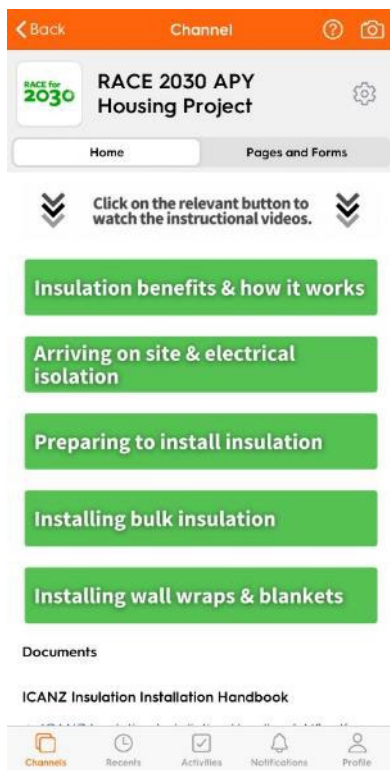 Back
Channel
RACE for
2030
RACE 2030 APY
Housing Project
Home
Pages and Forms
Click on the relevant button to
watch the instructional videos.
Insulation benefits & how it works
Arriving on site & electrical
isolation
Preparing to install insulation
Installing bulk insulation
Installing wall wraps & blankets
Documents
ICANZ Insulation Installation Handbook
Channels
Recents
Activities
Notifications
Profile